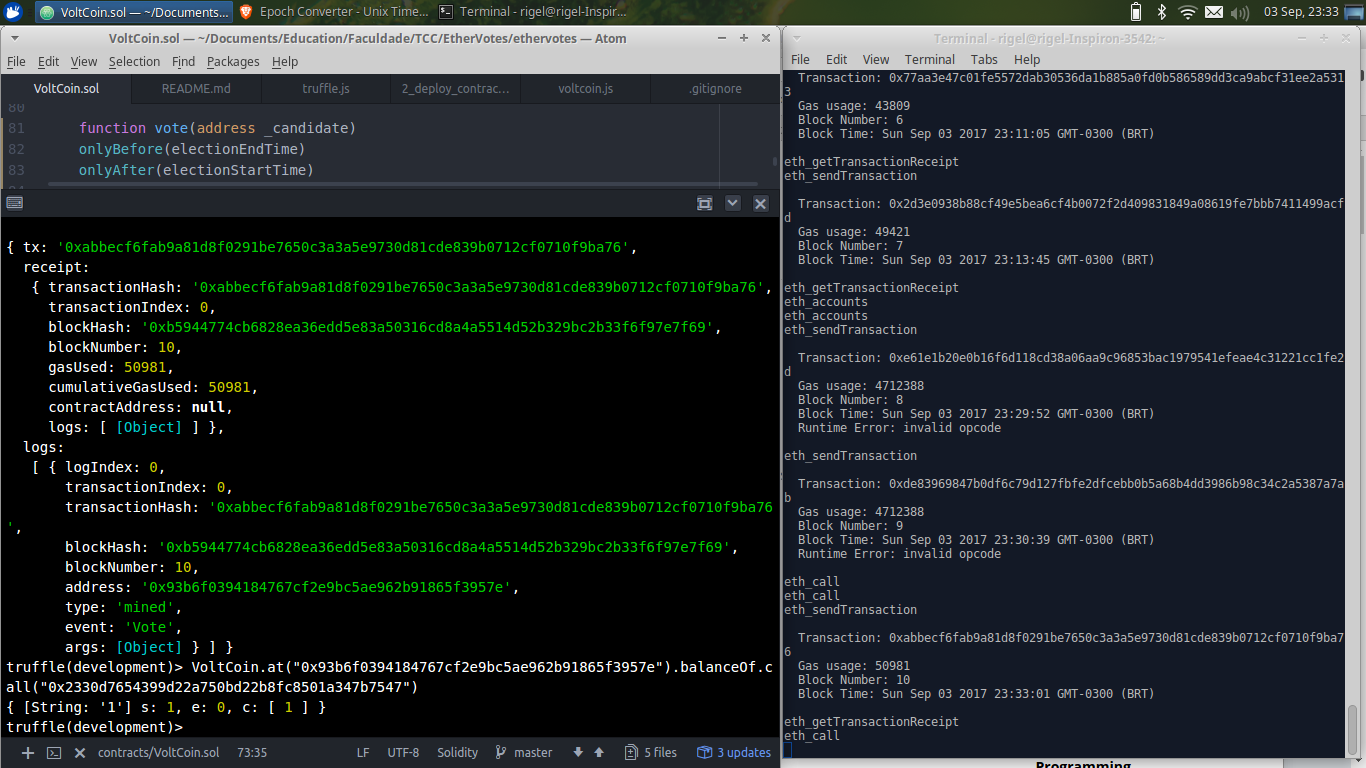 VoltCoin.sol — ~/Documents...
Epoch Converter - Unix Time...
Terminal - rigel@rigel-Inspir...
03 Sep, 23:33
VoltCoin.sol — ~/Documents/Education/Faculdade/TCC/EtherVotes/ethervotes — Atom
File Edit View Selection Find Packages Help
VoltCoin.sol README.md truffle.js 2_deploy_contrac... voltcoin.js .gitignore
80
81 function vote(address _candidate)
82 onlyBefore(electionEndTime)
83 onlyAfter(electionStartTime)
{ tx: '0xabbecf6fab9a81d8f0291be7650c3a3a5e9730d81cde839b0712cf0710f9ba76',
receipt:
{ transactionHash: '0xabbecf6fab9a81d8f0291be7650c3a3a5e9730d81cde839b0712cf0710f9ba76',
transactionIndex: 0,
blockHash: '0xb5944774cb6828ea36edd5e83a50316cd8a4a5514d52b329bc2b33f6f97e7f69',
blockNumber: 10,
gasUsed: 50981,
cumulativeGasUsed: 50981,
contractAddress: null,
logs: [ [Object] ] },
logs:
[ { logIndex: 0,
transactionIndex: 0,
transactionHash: '0xabbecf6fab9a81d8f0291be7650c3a3a5e9730d81cde839b0712cf0710f9ba76
',
blockHash: '0xb5944774cb6828ea36edd5e83a50316cd8a4a5514d52b329bc2b33f6f97e7f69',
blockNumber: 10,
address: '0x93b6f0394184767cf2e9bc5ae962b91865f3957e',
type: 'mined',
event: 'Vote',
args: [Object] } ] }
truffle(development)> VoltCoin.at("0x93b6f0394184767cf2e9bc5ae962b91865f3957e").balanceOf.c
all("0x2330d7654399d22a750bd22b8fc8501a347b7547")
{ [String: '1'] s: 1, e: 0, c: [ 1 ] }
truffle(development)>
contracts/VoltCoin.sol 73:35 LF UTF-8 Solidity master 5 files 3 updates
Terminal - rigel@rigel-Inspiron-3542: ~
File Edit View Terminal Tabs Help
Transaction: 0x77aa3e47c01fe5572dab30536da1b885a0fd0b586589dd3ca9abcf31ee2a531
3
Gas usage: 43809
Block Number: 6
Block Time: Sun Sep 03 2017 23:11:05 GMT-0300 (BRT)
eth_getTransactionReceipt
eth_sendTransaction
Transaction: 0x2d3e0938b88cf49e5bea6cf4b0072f2d409831849a08619fe7bbb7411499acf
d
Gas usage: 49421
Block Number: 7
Block Time: Sun Sep 03 2017 23:13:45 GMT-0300 (BRT)
eth_getTransactionReceipt
eth_accounts
eth_accounts
eth_sendTransaction
Transaction: 0xe61e1b20e0b16f6d118cd38a06aa9c96853bac1979541efeae4c31221cc1fe2
d
Gas usage: 4712388
Block Number: 8
Block Time: Sun Sep 03 2017 23:29:52 GMT-0300 (BRT)
Runtime Error: invalid opcode
eth_sendTransaction
Transaction: 0xde83969847b0df6c79d127fbfe2dfcebb0b5a68b4dd3986b98c34c2a5387a7a
b
Gas usage: 4712388
Block Number: 9
Block Time: Sun Sep 03 2017 23:30:39 GMT-0300 (BRT)
Runtime Error: invalid opcode
eth_call
eth_call
eth_sendTransaction
Transaction: 0xabbecf6fab9a81d8f0291be7650c3a3a5e9730d81cde839b0712cf0710f9ba7
6
Gas usage: 50981
Block Number: 10
Block Time: Sun Sep 03 2017 23:33:01 GMT-0300 (BRT)
eth_getTransactionReceipt
eth_call
Programming